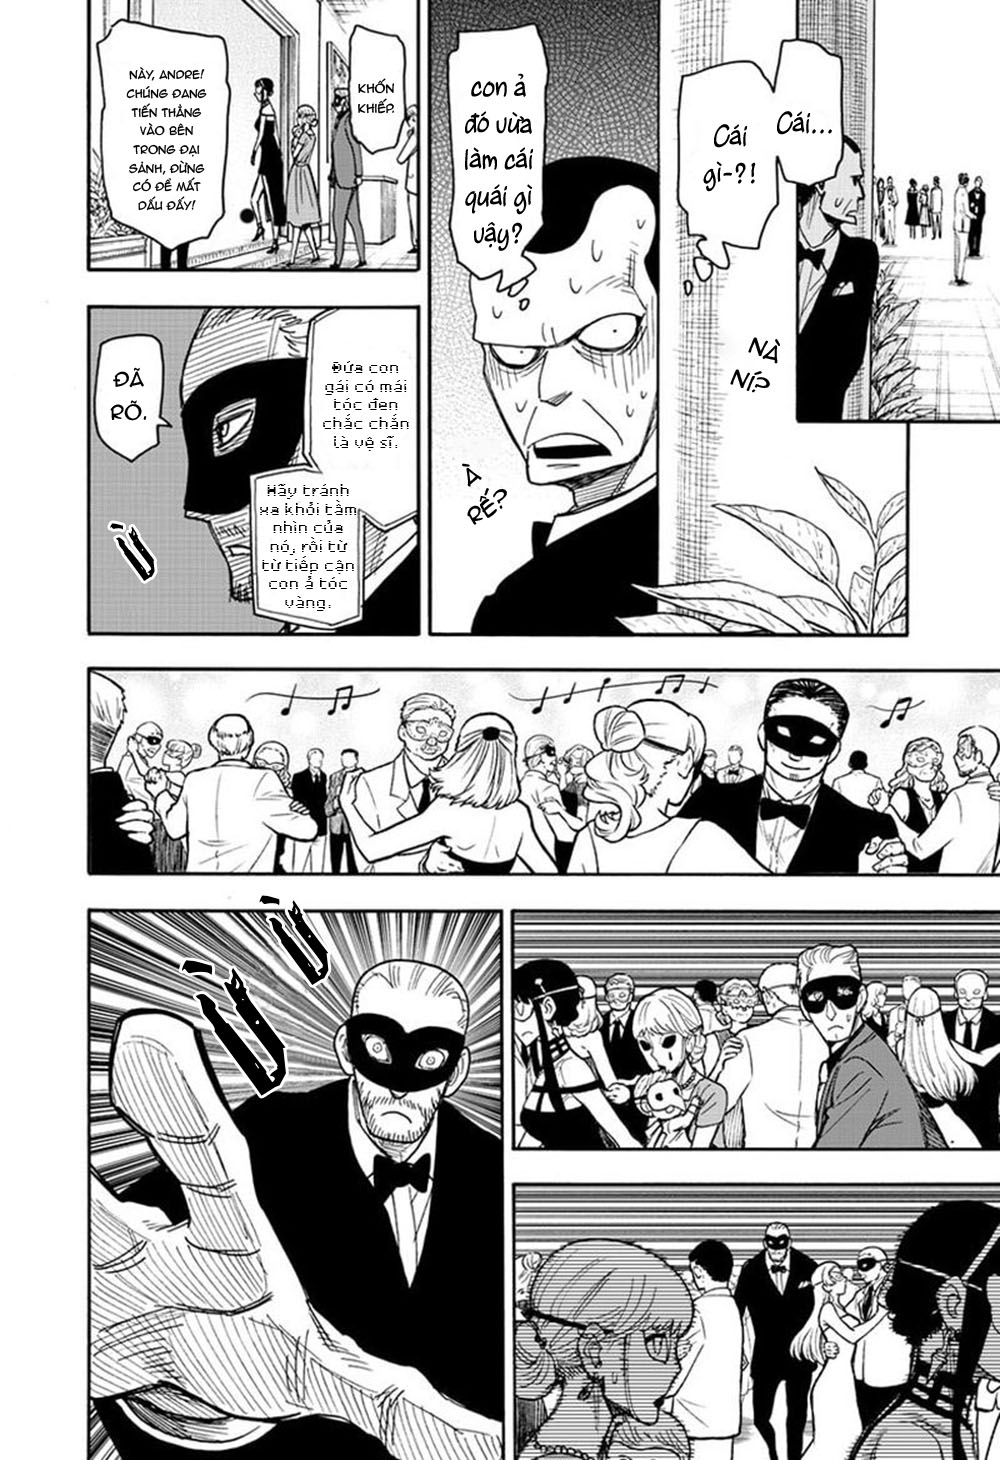 Cái...
Cái
gì-?!
NÀ
NÍ?
con ả
đó vừa
làm cái
quái gì
vậy?
À
RẾ?
KHỐN
KHIẾP.
NÀY, ANDRE!
CHÚNG ĐANG
TIẾN THẲNG
VÀO BÊN
TRONG ĐẠI
SẢNH, ĐỪNG
CÓ ĐỂ MẤT
DẤU ĐẤY!
Đứa con
gái có mái
tóc đen
chắc chắn
là vệ sĩ.
Hãy tránh
xa khỏi tầm
nhìn của
nó, rồi từ
từ tiếp cận
con ả tóc
vàng.
ĐÃ
RÕ.